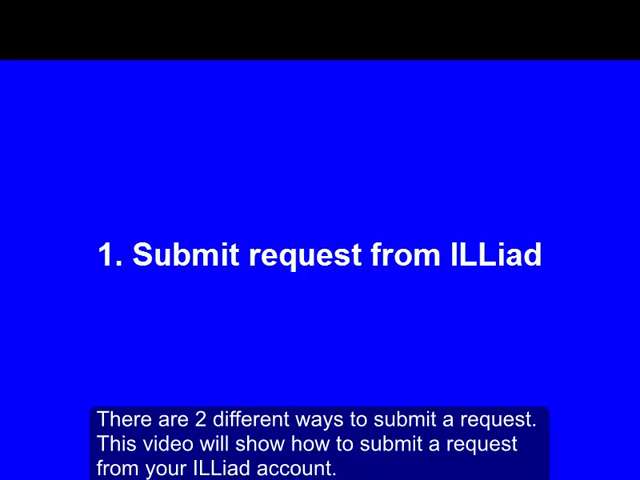 1. Submit request from ILLiad
There are 2 different ways to submit a request.
This video will show how to submit a request
from your ILLiad account.